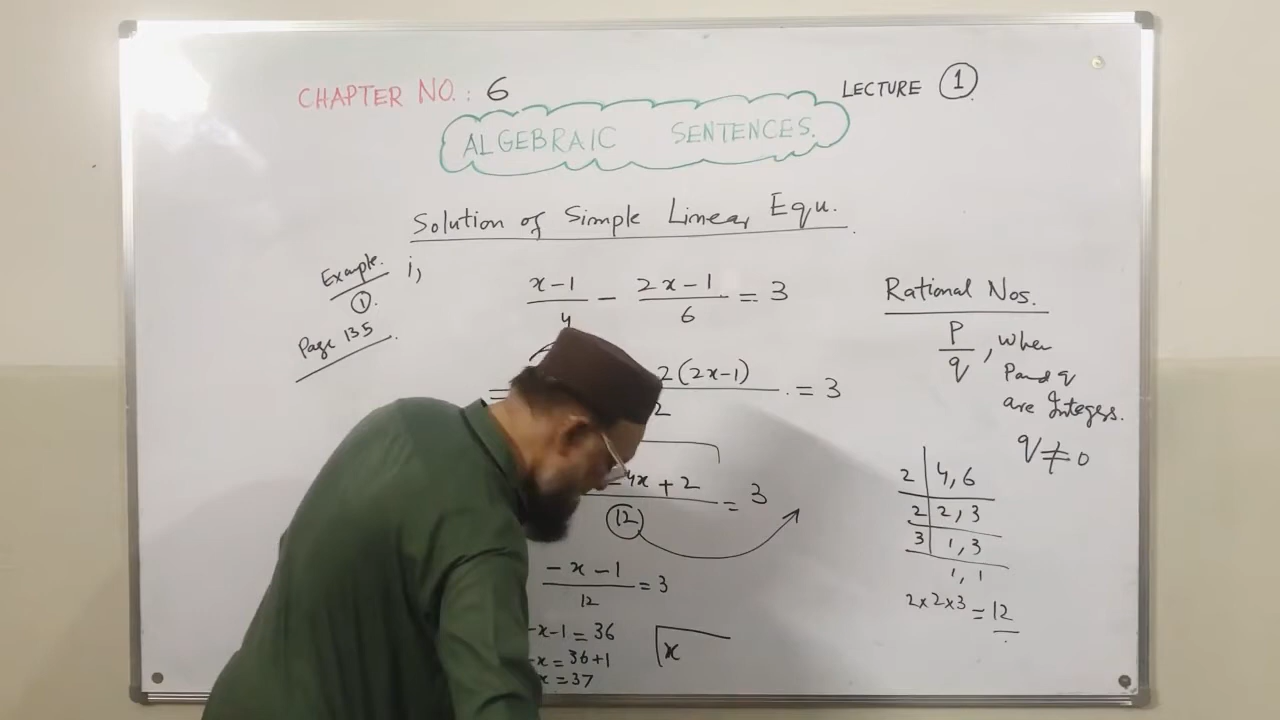 CHAPTER NO.: 6
LECTURE 1
ALGEBRAIC SENTENCES.
Solution of Simple Linear Equ.
Example. i,
①.
Page 135.
x-1/4 - 2x-1/6 = 3
= 2(2x-1)/2 = 3
-4x+2/12 = 3
-x-1/12 = 3
-x-1 = 36
-x = 36+1
x = 37
x
Rational Nos.
P/q, when
P and q
are Integers.
q ≠ 0
2 | 4, 6
2 | 2, 3
3 | 1, 3
1, 1
2x2x3 = 12